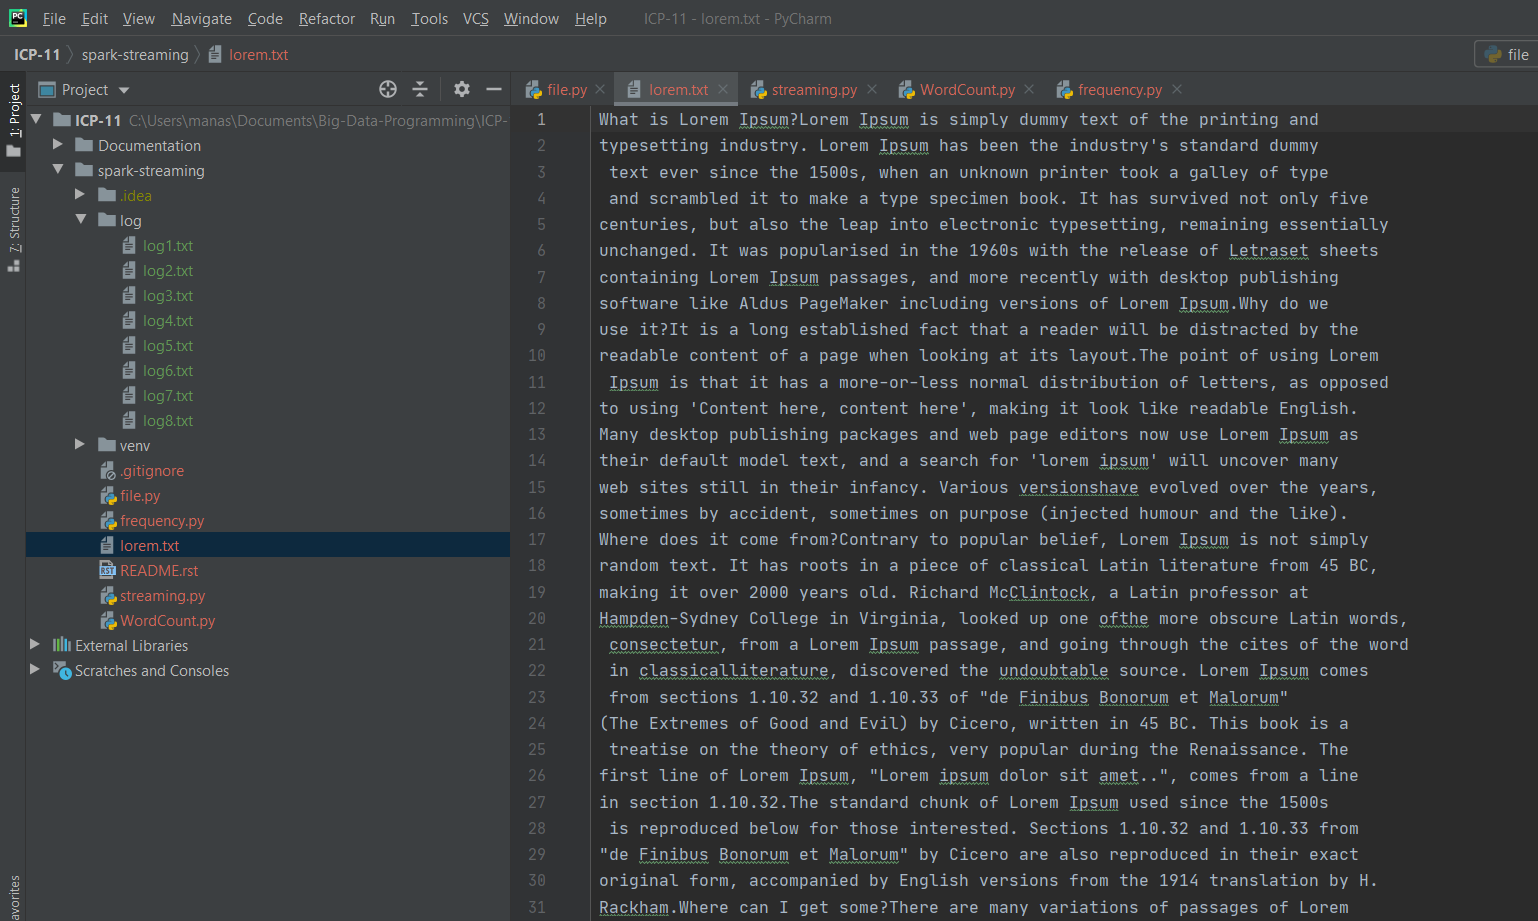 PC File Edit View Navigate Code Refactor Run Tools VCS Window Help ICP-11 - lorem.txt - PyCharm
ICP-11 spark-streaming lorem.txt file
Project file.py lorem.txt streaming.py WordCount.py frequency.py
1: Project
7: Structure
avorites
ICP-11 C:\Users\manas\Documents\Big-Data-Programming\ICP-
Documentation
spark-streaming
.idea
log
log1.txt
log2.txt
log3.txt
log4.txt
log5.txt
log6.txt
log7.txt
log8.txt
venv
.gitignore
file.py
frequency.py
lorem.txt
RST README.rst
streaming.py
WordCount.py
External Libraries
Scratches and Consoles
1 What is Lorem Ipsum?Lorem Ipsum is simply dummy text of the printing and
2 typesetting industry. Lorem Ipsum has been the industry's standard dummy
3 text ever since the 1500s, when an unknown printer took a galley of type
4 and scrambled it to make a type specimen book. It has survived not only five
5 centuries, but also the leap into electronic typesetting, remaining essentially
6 unchanged. It was popularised in the 1960s with the release of Letraset sheets
7 containing Lorem Ipsum passages, and more recently with desktop publishing
8 software like Aldus PageMaker including versions of Lorem Ipsum.Why do we
9 use it?It is a long established fact that a reader will be distracted by the
10 readable content of a page when looking at its layout.The point of using Lorem
11 Ipsum is that it has a more-or-less normal distribution of letters, as opposed
12 to using 'Content here, content here', making it look like readable English.
13 Many desktop publishing packages and web page editors now use Lorem Ipsum as
14 their default model text, and a search for 'lorem ipsum' will uncover many
15 web sites still in their infancy. Various versionshave evolved over the years,
16 sometimes by accident, sometimes on purpose (injected humour and the like).
17 Where does it come from?Contrary to popular belief, Lorem Ipsum is not simply
18 random text. It has roots in a piece of classical Latin literature from 45 BC,
19 making it over 2000 years old. Richard McClintock, a Latin professor at
20 Hampden-Sydney College in Virginia, looked up one ofthe more obscure Latin words,
21 consectetur, from a Lorem Ipsum passage, and going through the cites of the word
22 in classicalliterature, discovered the undoubtable source. Lorem Ipsum comes
23 from sections 1.10.32 and 1.10.33 of "de Finibus Bonorum et Malorum"
24 (The Extremes of Good and Evil) by Cicero, written in 45 BC. This book is a
25 treatise on the theory of ethics, very popular during the Renaissance. The
26 first line of Lorem Ipsum, "Lorem ipsum dolor sit amet..", comes from a line
27 in section 1.10.32.The standard chunk of Lorem Ipsum used since the 1500s
28 is reproduced below for those interested. Sections 1.10.32 and 1.10.33 from
29 "de Finibus Bonorum et Malorum" by Cicero are also reproduced in their exact
30 original form, accompanied by English versions from the 1914 translation by H.
31 Rackham.Where can I get some?There are many variations of passages of Lorem